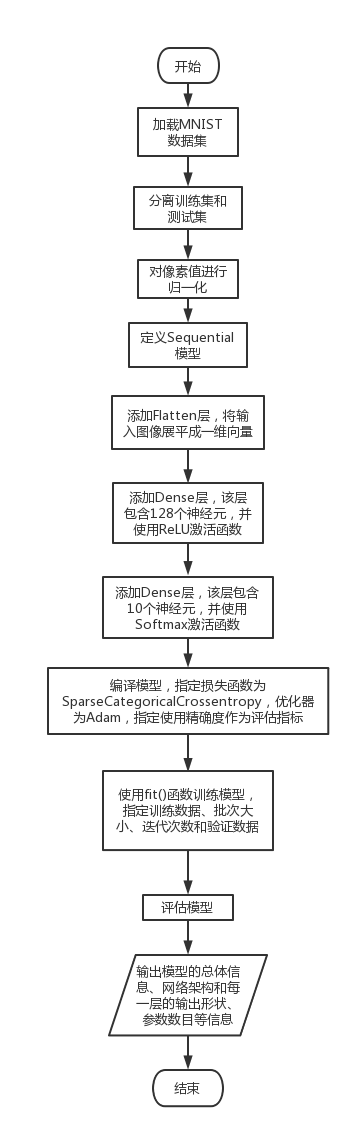 开始
加载MNIST
数据集
分离训练集和
测试集
对像素值进行
归一化
定义Sequential
模型
添加Flatten层，将输
入图像展平成一维向量
添加Dense层，该层
包含128个神经元，并
使用ReLU激活函数
添加Dense层，该层包含
10个神经元，并使用
Softmax激活函数
编译模型，指定损失函数为
SparseCategoricalCrossentropy，优化器
为Adam，指定使用精确度作为评估指标
使用fit()函数训练模型，
指定训练数据、批次大
小、迭代次数和验证数据
评估模型
输出模型的总体信
息、网络架构和每
一层的输出形状、
参数数目等信息
结束